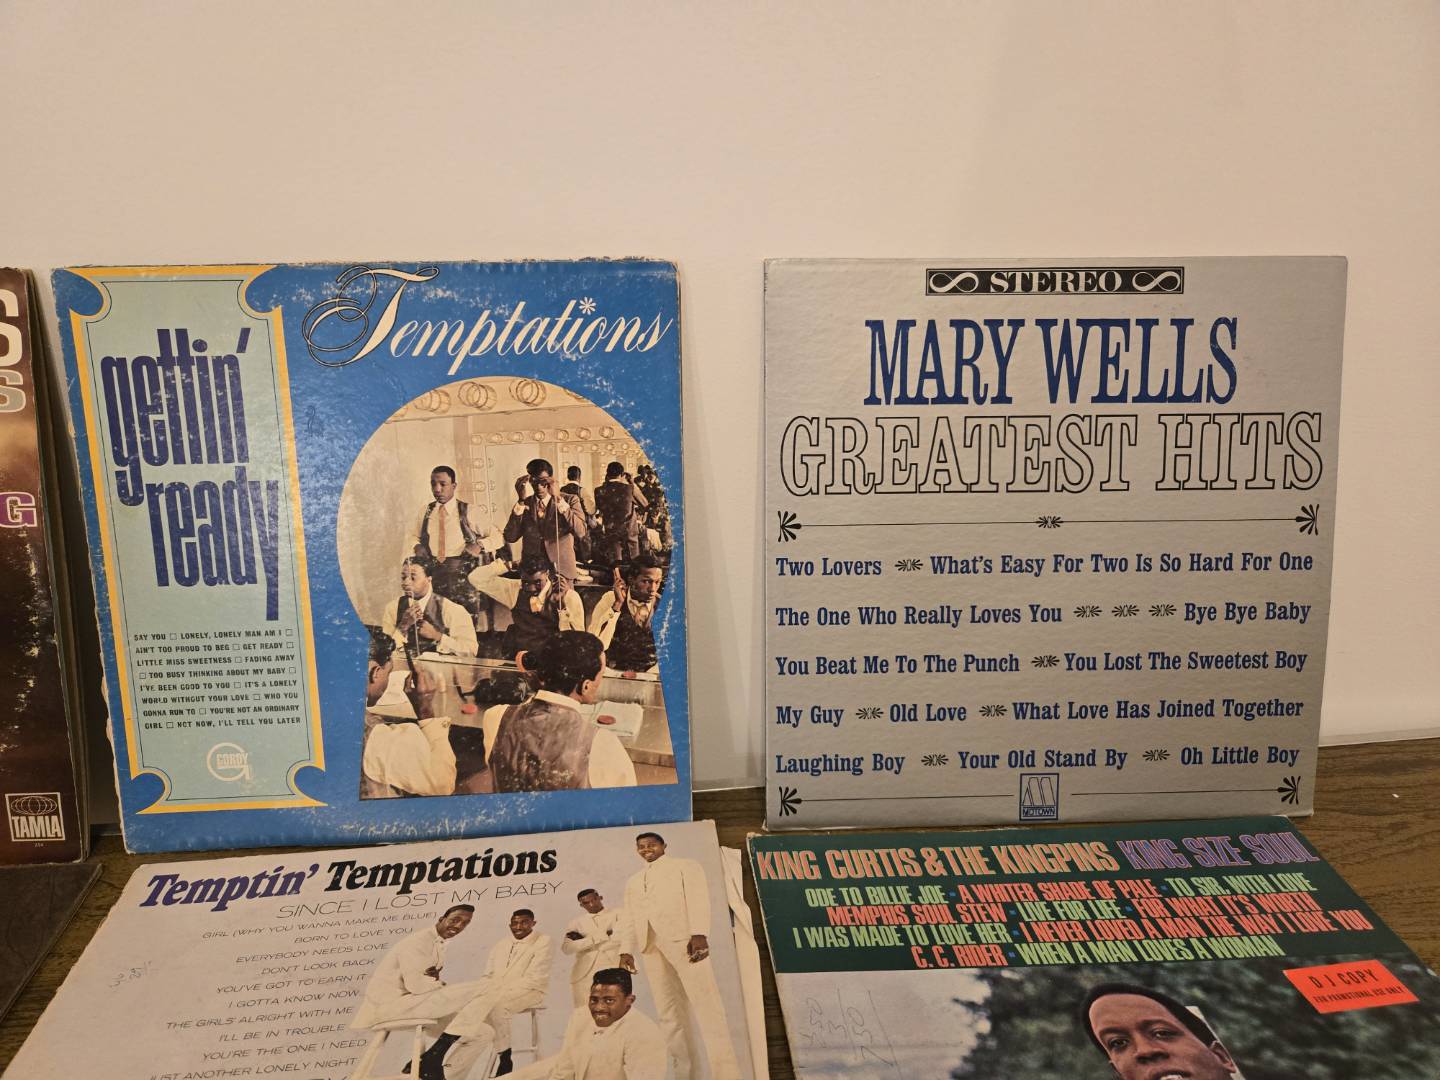 S
S
G
TAMLA
gettin'
ready
SAY YOU □ LONELY, LONELY MAN AM I □
AIN'T TOO PROUD TO BEG □ GET READY □
LITTLE MISS SWEETNESS □ FADING AWAY
□ TOO BUSY THINKING ABOUT MY BABY □
I'VE BEEN GOOD TO YOU □ IT'S A LONELY
WORLD WITHOUT YOUR LOVE □ WHO YOU
GONNA RUN TO □ YOU'RE NOT AN ORDINARY
GIRL □ NOT NOW, I'LL TELL YOU LATER
GORDY
Temptations
STEREO
MARY WELLS
GREATEST HITS
Two Lovers What's Easy For Two Is So Hard For One
The One Who Really Loves You Bye Bye Baby
You Beat Me To The Punch You Lost The Sweetest Boy
My Guy Old Love What Love Has Joined Together
Laughing Boy Your Old Stand By Oh Little Boy
M
MOTOWN
Temptin' Temptations
SINCE I LOST MY BABY
GIRL (WHY YOU WANNA MAKE ME BLUE)
BORN TO LOVE YOU
EVERYBODY NEEDS LOVE
DON'T LOOK BACK
YOU'VE GOT TO EARN IT
I GOTTA KNOW NOW
THE GIRLS' ALRIGHT WITH ME
I'LL BE IN TROUBLE
YOU'RE THE ONE I NEED
JUST ANOTHER LONELY NIGHT
KING CURTIS & THE KINGPINS KING SIZE SOUL
ODE TO BILLIE JOE · A WHITER SHADE OF PALE · TO SIR, WITH LOVE
MEMPHIS SOUL STEW · LIVE FOR LIFE · FOR WHAT IT'S WORTH
I WAS MADE TO LOVE HER · I NEVER LOVED A MAN THE WAY I LOVE YOU
C. C. RIDER · WHEN A MAN LOVES A WOMAN
D J COPY
FOR PROMOTIONAL USE ONLY